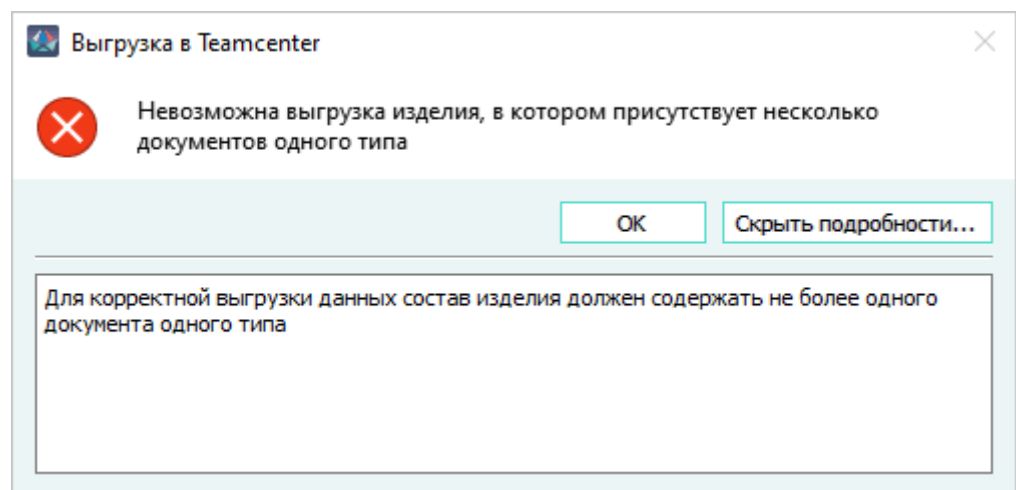 Выгрузка в Teamcenter
Невозможна выгрузка изделия, в котором присутствует несколько
документов одного типа
OK
Скрыть подробности...
Для корректной выгрузки данных состав изделия должен содержать не более одного
документа одного типа